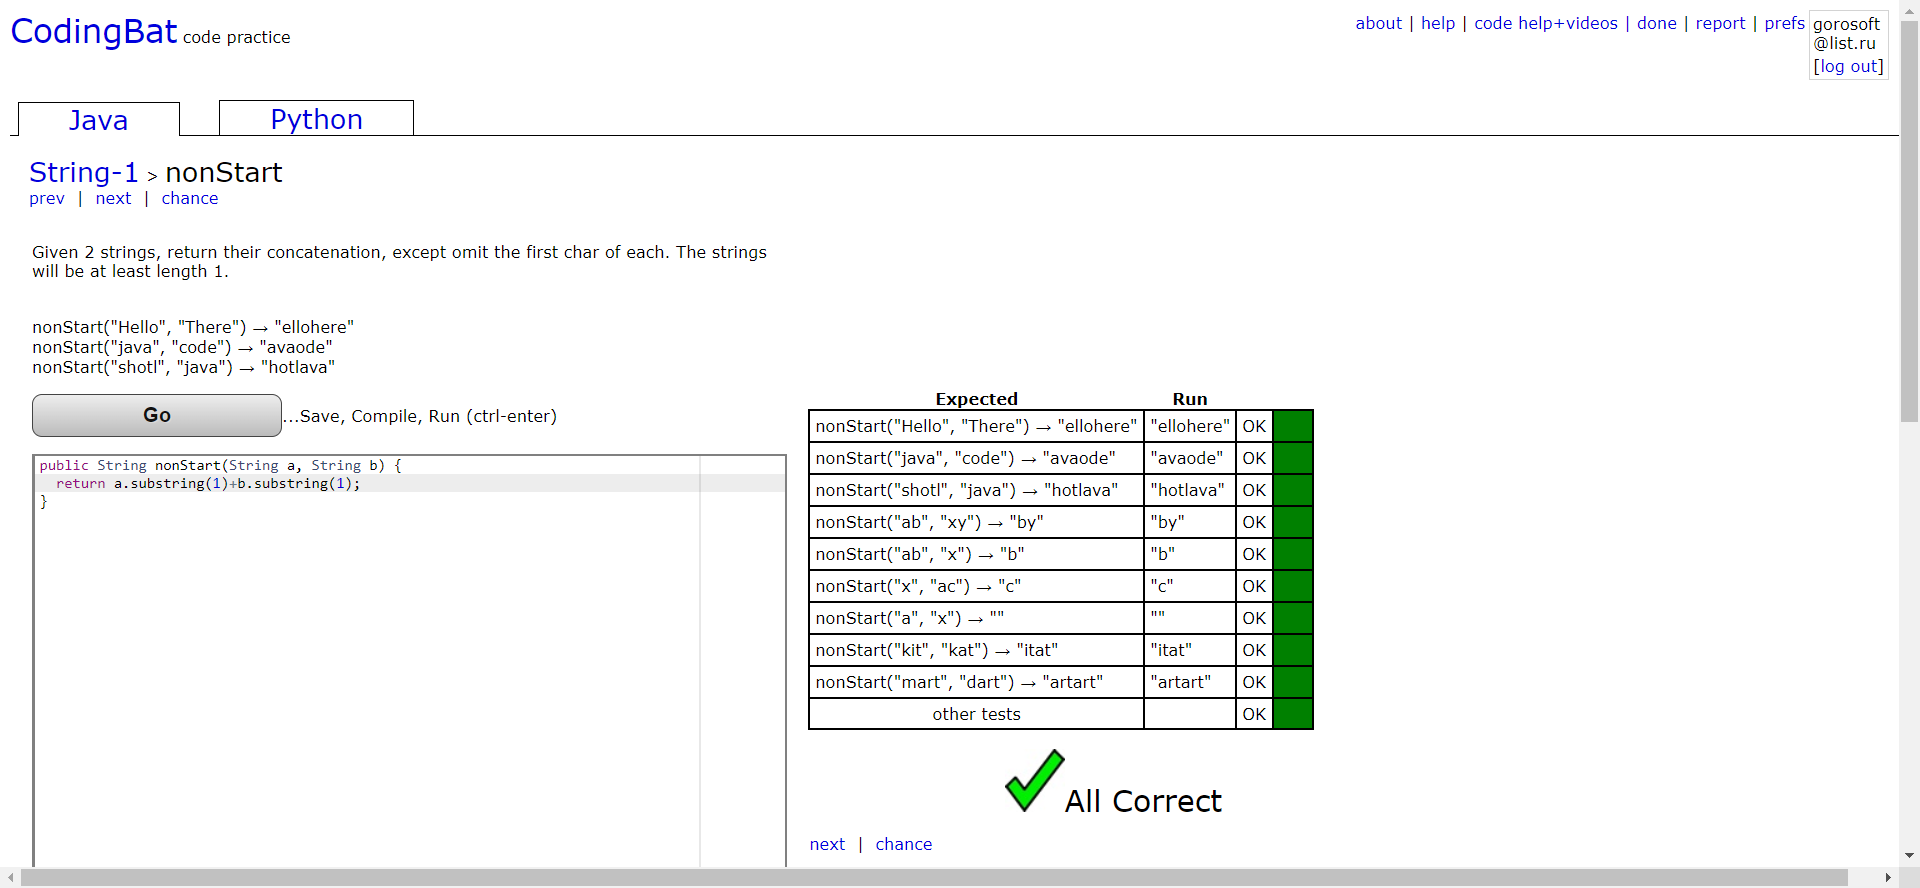 CodingBat code practice
about | help | code help+videos | done | report | prefs
gorosoft
@list.ru
[log out]
Java
Python
String-1 > nonStart
prev | next | chance
Given 2 strings, return their concatenation, except omit the first char of each. The strings
will be at least length 1.
nonStart("Hello", "There") → "ellohere"
nonStart("java", "code") → "avaode"
nonStart("shotl", "java") → "hotlava"
Go ...Save, Compile, Run (ctrl-enter)
public String nonStart(String a, String b) {
  return a.substring(1)+b.substring(1);
}
Expected Run
nonStart("Hello", "There") → "ellohere" "ellohere" OK
nonStart("java", "code") → "avaode" "avaode" OK
nonStart("shotl", "java") → "hotlava" "hotlava" OK
nonStart("ab", "xy") → "by" "by" OK
nonStart("ab", "x") → "b" "b" OK
nonStart("x", "ac") → "c" "c" OK
nonStart("a", "x") → "" "" OK
nonStart("kit", "kat") → "itat" "itat" OK
nonStart("mart", "dart") → "artart" "artart" OK
other tests OK
All Correct
next | chance